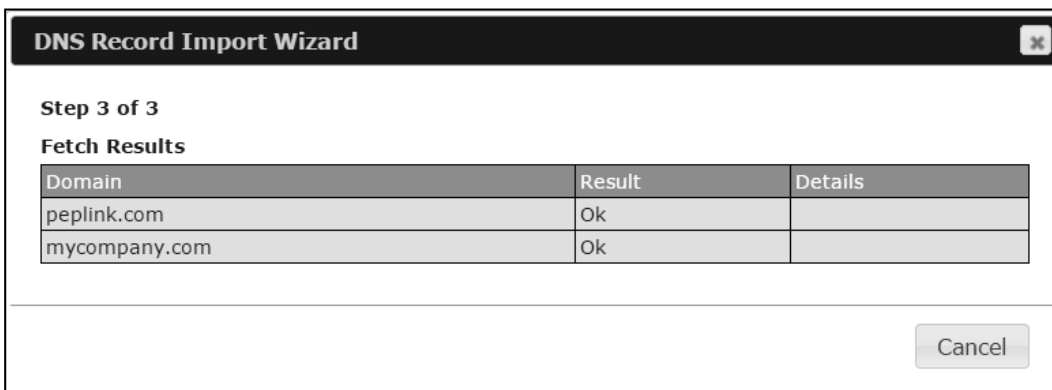 DNS Record Import Wizard
Step 3 of 3
Fetch Results
Domain Result Details
peplink.com Ok
mycompany.com Ok
Cancel